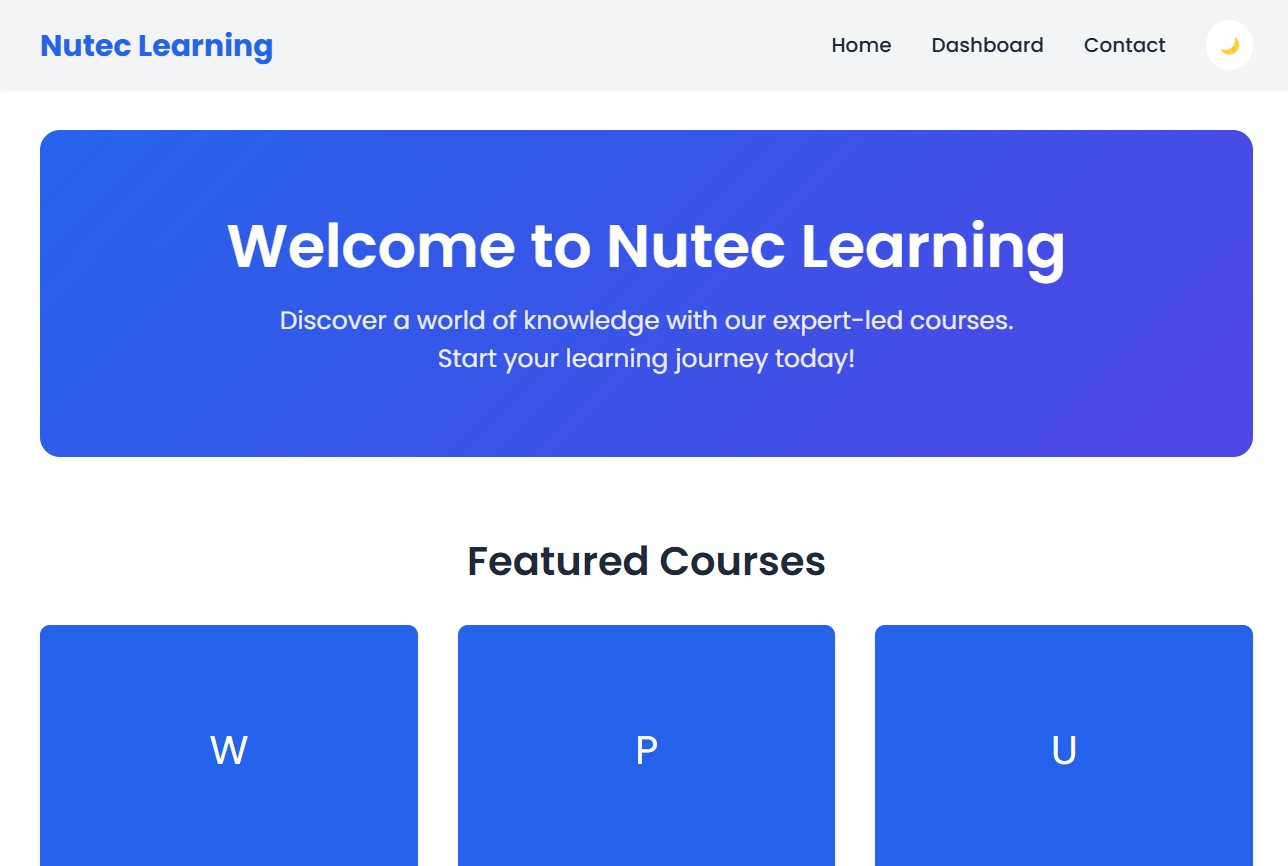 Nutec Learning
Home Dashboard Contact
Welcome to Nutec Learning
Discover a world of knowledge with our expert-led courses.
Start your learning journey today!
Featured Courses
W P U